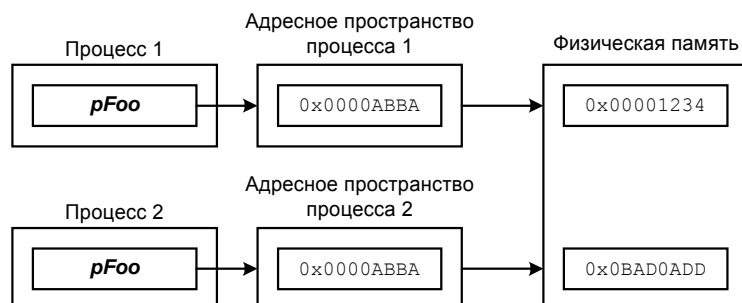 Процесс 1
Адресное пространство
процесса 1
Физическая память
pFoo
0x0000ABBA
0x00001234
Процесс 2
Адресное пространство
процесса 2
pFoo
0x0000ABBA
0x0BAD0ADD